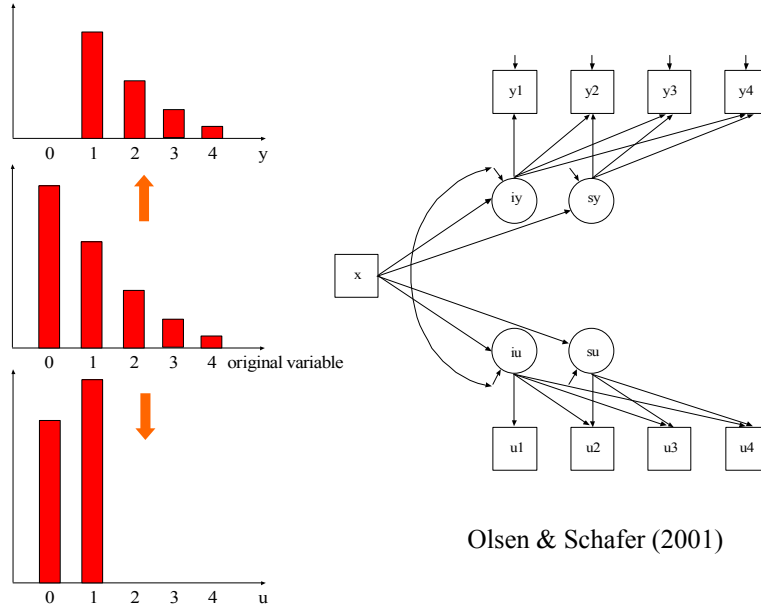 0 1 2 3 4 y
0 1 2 3 4 original variable
0 1 2 3 4 u
y1 y2 y3 y4
iy sy
x
iu su
u1 u2 u3 u4
Olsen & Schafer (2001)